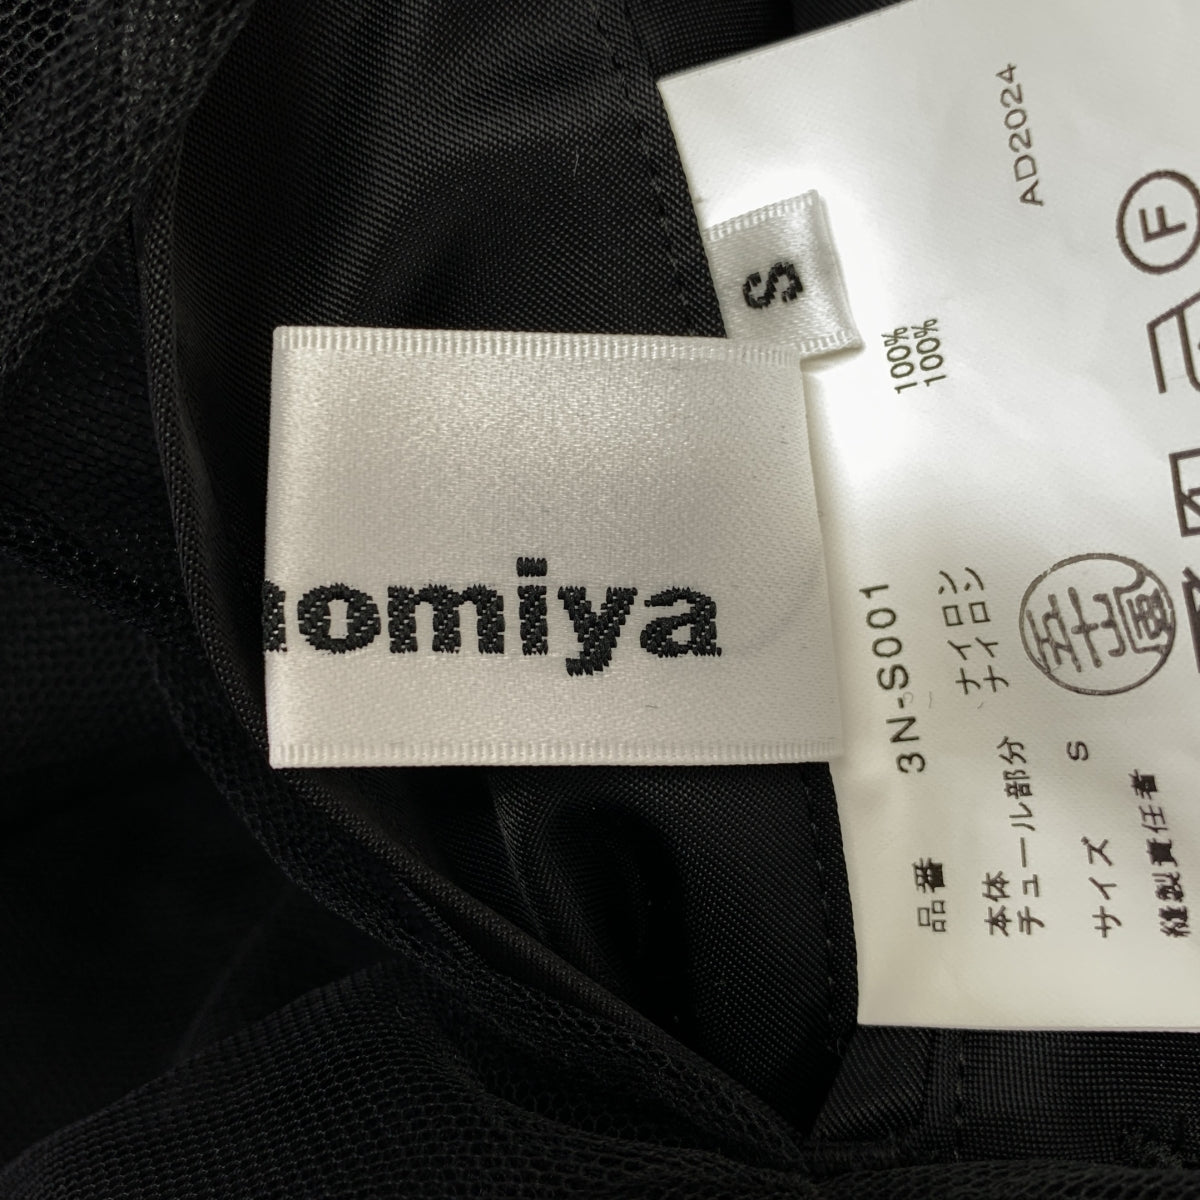 nomiya
S
AD2024
品番 3N-S001
本体 ナイロン 100%
チュール部分 ナイロン 100%
サイズ S
縫製責任者
F